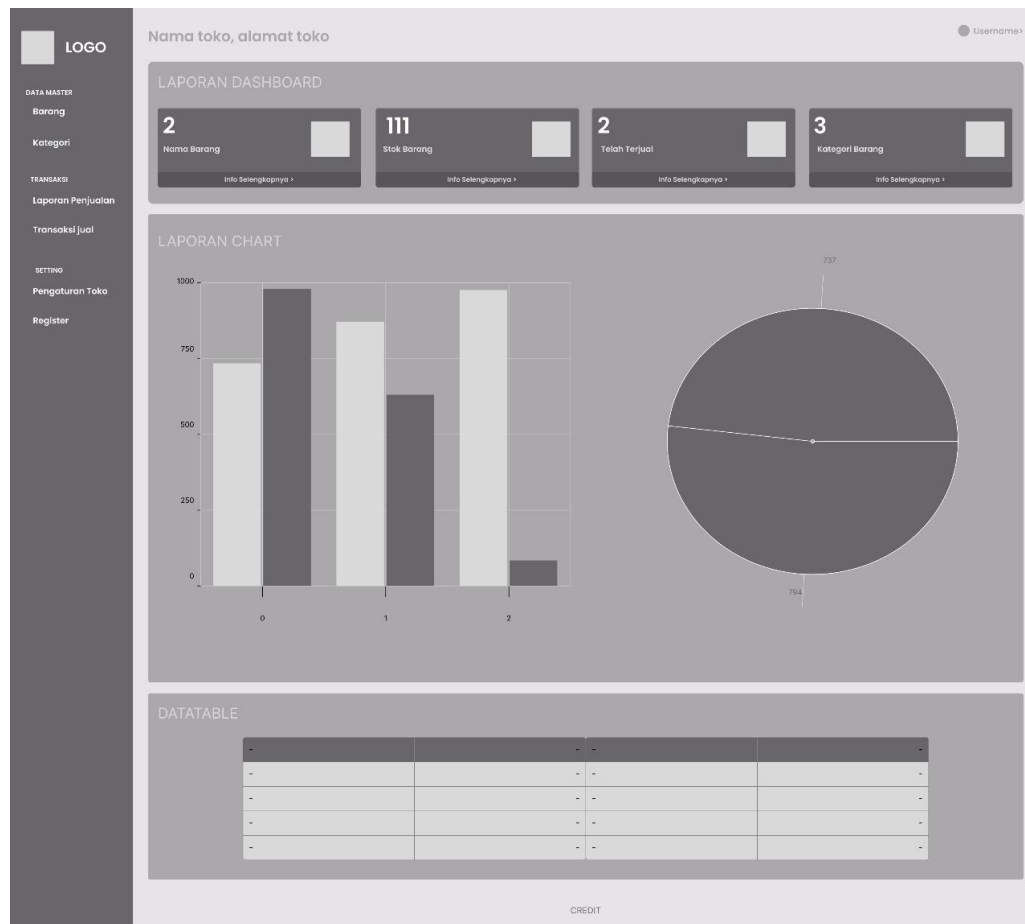 LOGO
DATA MASTER
Barang
Kategori
TRANSAKSI
Laporan Penjualan
Transaksi jual
SETTING
Pengaturan Toko
Register
Nama toko, alamat toko
Username>
LAPORAN DASHBOARD
2
Nama Barang
Info Selengkapnya >
111
Stok Barang
Info Selengkapnya >
2
Telah Terjual
Info Selengkapnya >
3
Kategori Barang
Info Selengkapnya >
LAPORAN CHART
1000
750
500
250
0
0 1 2
737
794
DATATABLE
- - - -
- - - -
- - - -
- - - -
- - - -
CREDIT